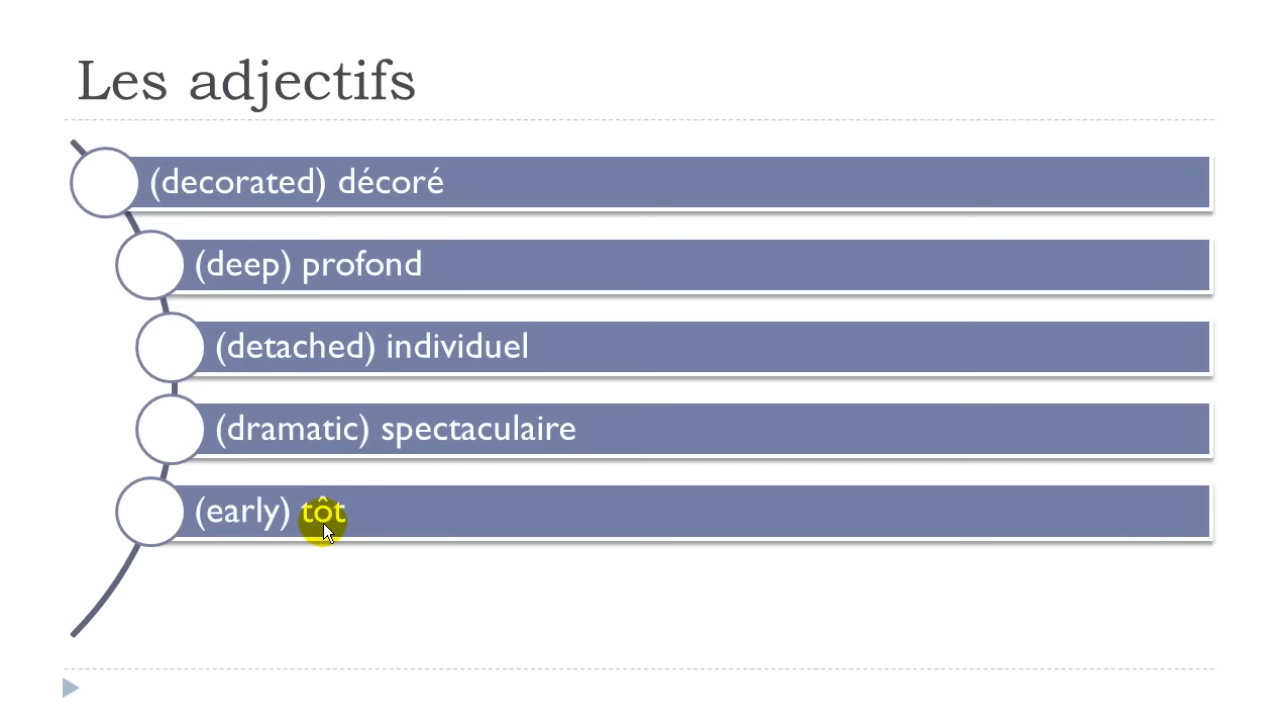 Les adjectifs
(decorated) décoré
(deep) profond
(detached) individuel
(dramatic) spectaculaire
(early) tôt